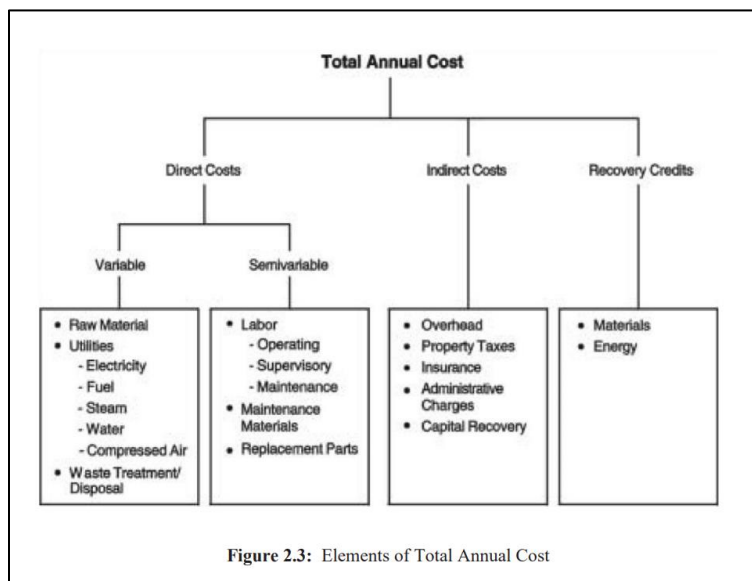 Total Annual Cost
Direct Costs
Indirect Costs
Recovery Credits
Variable
Semivariable
• Raw Material
• Utilities
- Electricity
- Fuel
- Steam
- Water
- Compressed Air
• Waste Treatment/
Disposal
• Labor
- Operating
- Supervisory
- Maintenance
• Maintenance
Materials
• Replacement Parts
• Overhead
• Property Taxes
• Insurance
• Administrative
Charges
• Capital Recovery
• Materials
• Energy
Figure 2.3: Elements of Total Annual Cost